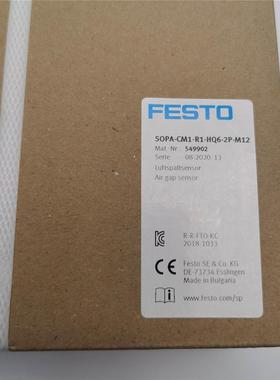 FESTO
SOPA-CM1-R1-HQ6-2P-M12
Mat.-Nr. 549902
Serie 08-2020 13
Luftspaltsensor
Air gap sensor
R-R-FTO-KC
2018-1033
Festo SE & Co. KG
DE-73734 Esslingen
Made in Bulgaria
www.festo.com/sp